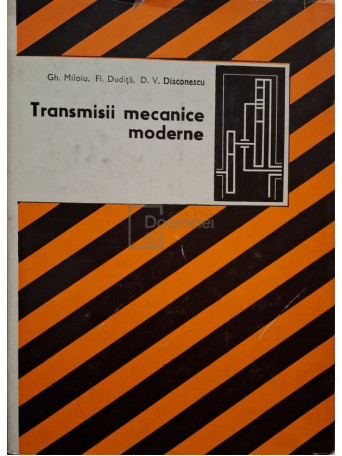 Gh. Miloiu, Fl. Dudiță, D. V. Diaconescu
Transmisii mecanice
moderne